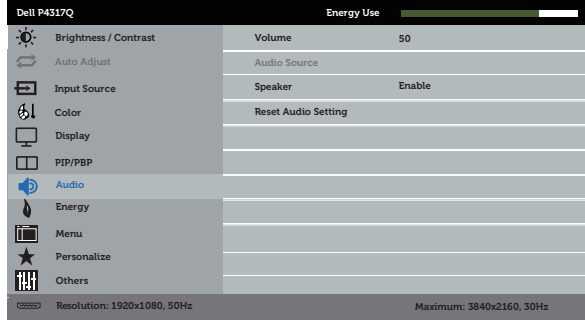 Dell P4317Q Energy Use
Brightness / Contrast Volume 50
Auto Adjust Audio Source
Input Source Speaker Enable
Color Reset Audio Setting
Display
PIP/PBP
Audio
Energy
Menu
Personalize
Others
Resolution: 1920x1080, 50Hz Maximum: 3840x2160, 30Hz